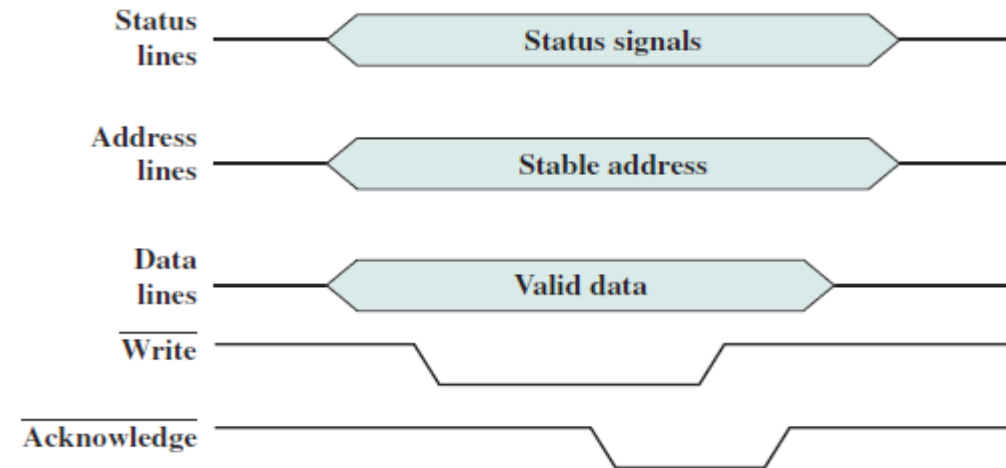 Status
lines
Status signals
Address
lines
Stable address
Data
lines
Valid data
Write
Acknowledge